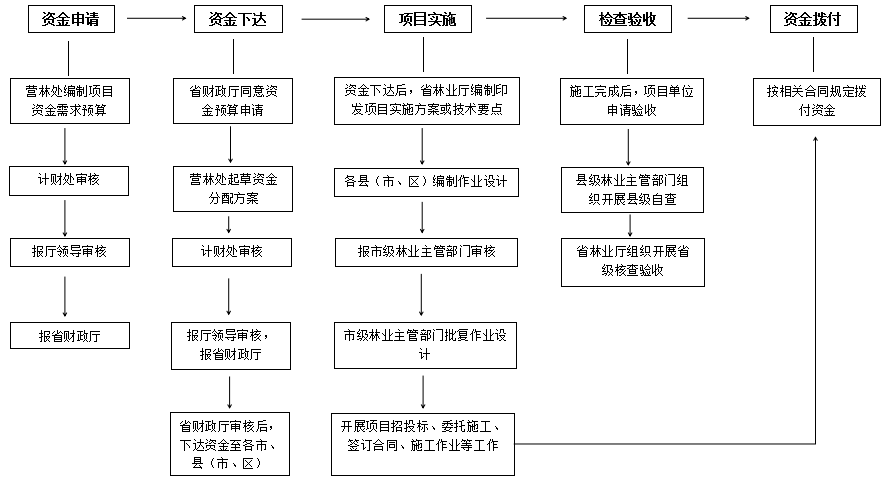 资金申请
资金下达
项目实施
检查验收
资金拨付
营林处编制项目
资金需求预算
计财处审核
报厅领导审核
报省财政厅
省财政厅同意资
金预算申请
营林处起草资金
分配方案
计财处审核
报厅领导审核，
报省财政厅
省财政厅审核后，
下达资金至各市、
县（市、区）
资金下达后，省林业厅编制印
发项目实施方案或技术要点
各县（市、区）编制作业设计
报市级林业主管部门审核
市级林业主管部门批复作业设
计
开展项目招投标、委托施工、
签订合同、施工作业等工作
施工完成后，项目单位
申请验收
县级林业主管部门组
织开展县级自查
省林业厅组织开展省
级核查验收
按相关合同规定拨
付资金